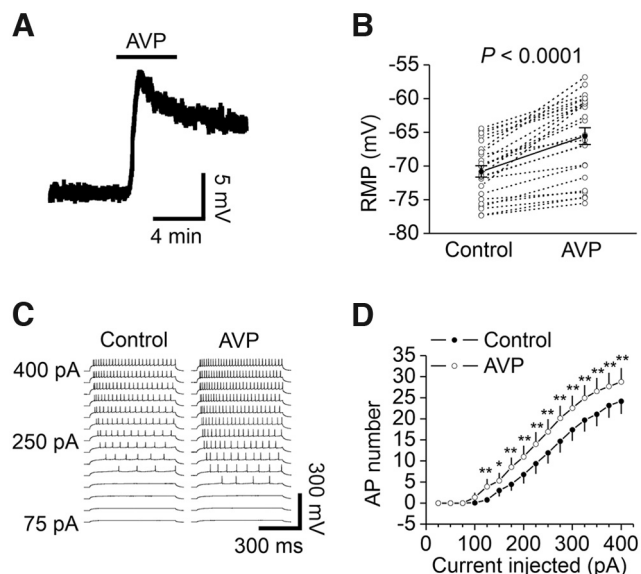 A
AVP
5 mV
4 min
B
P < 0.0001
RMP (mV)
-55
-60
-65
-70
-75
-80
Control AVP
C
Control AVP
400 pA
250 pA
75 pA
300 mV
300 ms
D
Control
AVP
AP number
35
30
25
20
15
10
5
0
-5
** * ** ** ** ** ** ** ** ** ** **
0 100 200 300 400
Current injected (pA)